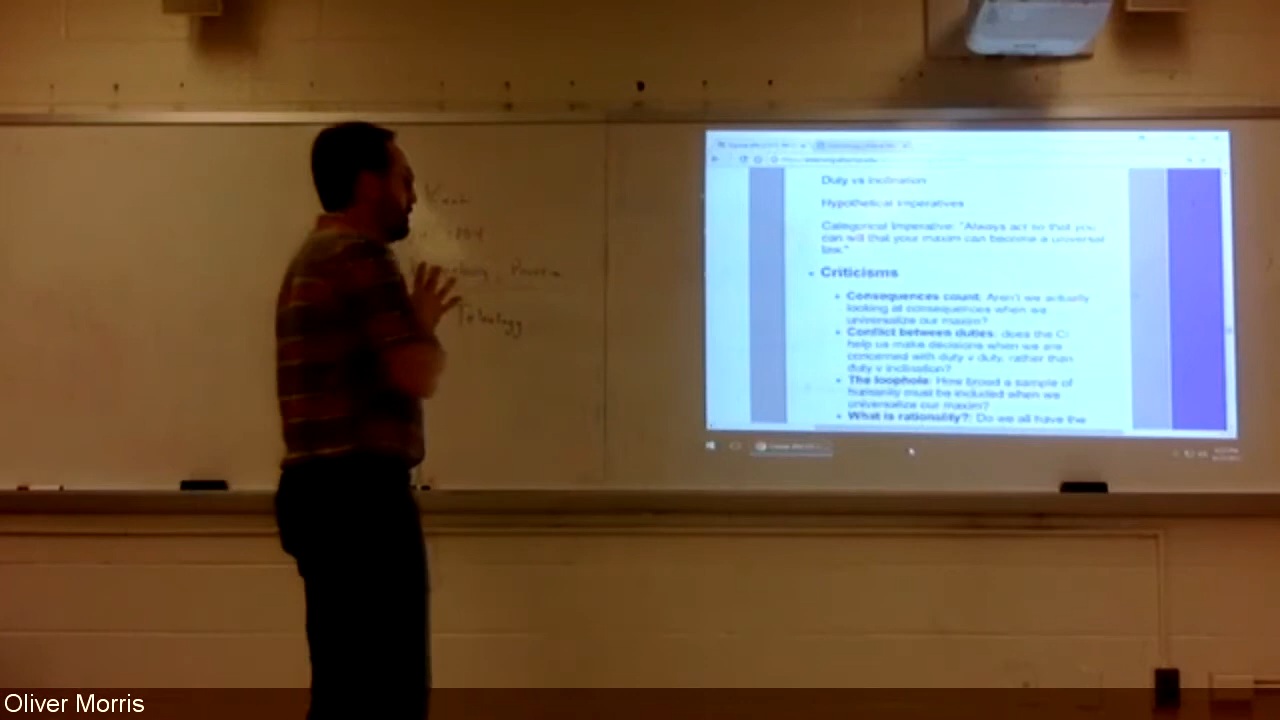 Kant
1804
, Prussia
Teleology
Duty vs Inclination
Hypothetical Imperatives
Categorical Imperative: "Always act so that you
can will that your maxim can become a universal
law."
Criticisms
Consequences count: Aren't we actually
looking at consequences when we
universalize our maxim?
Conflict between duties: does the CI
help us make decisions when we are
concerned with duty v duty, rather than
duty v inclination?
The loophole: How broad a sample of
humanity must be included when we
universalize our maxim?
What is rationality?: Do we all have the
Oliver Morris